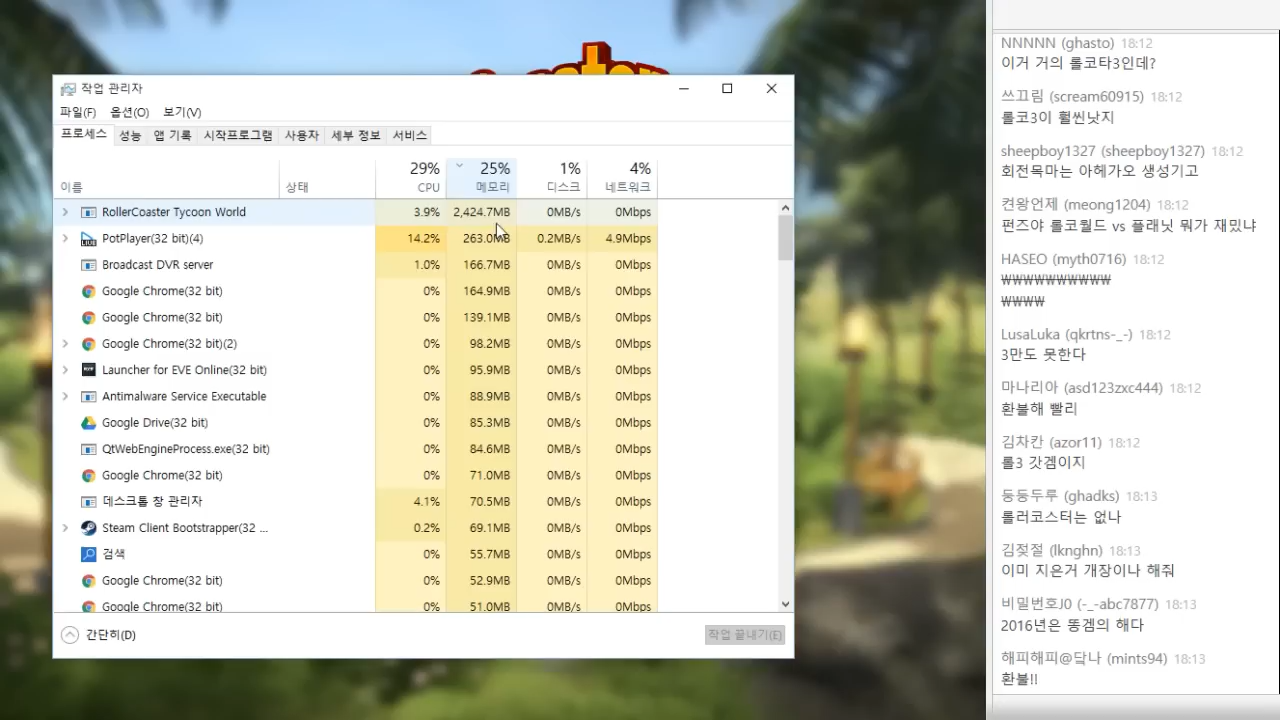 작업 관리자
파일(F) 옵션(O) 보기(V)
프로세스 성능 앱 기록 시작프로그램 사용자 세부 정보 서비스
29% 25% 1% 4%
이름 상태 CPU 메모리 디스크 네트워크
RollerCoaster Tycoon World 3.9% 2,424.7MB 0MB/s 0Mbps
PotPlayer(32 bit)(4) 14.2% 263.0MB 0.2MB/s 4.9Mbps
Broadcast DVR server 1.0% 166.7MB 0MB/s 0Mbps
Google Chrome(32 bit) 0% 164.9MB 0MB/s 0Mbps
Google Chrome(32 bit) 0% 139.1MB 0MB/s 0Mbps
Google Chrome(32 bit)(2) 0% 98.2MB 0MB/s 0Mbps
Launcher for EVE Online(32 bit) 0% 95.9MB 0MB/s 0Mbps
Antimalware Service Executable 0% 88.9MB 0MB/s 0Mbps
Google Drive(32 bit) 0% 85.3MB 0MB/s 0Mbps
QtWebEngineProcess.exe(32 bit) 0% 84.6MB 0MB/s 0Mbps
Google Chrome(32 bit) 0% 71.0MB 0MB/s 0Mbps
데스크톱 창 관리자 4.1% 70.5MB 0MB/s 0Mbps
Steam Client Bootstrapper(32 ... 0.2% 69.1MB 0MB/s 0Mbps
검색 0% 55.7MB 0MB/s 0Mbps
Google Chrome(32 bit) 0% 52.9MB 0MB/s 0Mbps
Google Chrome(32 bit) 0% 51.0MB 0MB/s 0Mbps
간단히(D) 작업 끝내기(E)
NNNNN (ghasto) 18:12
이거 거의 롤코타3인데?
쓰끄림 (scream60915) 18:12
롤코3이 훨씬낫지
sheepboy1327 (sheepboy1327) 18:12
회전목마는 아헤가오 생성기고
켠왕언제 (meong1204) 18:12
펀즈야 롤코월드 vs 플래닛 뭐가 재밌냐
HASEO (myth0716) 18:12
₩₩₩₩₩₩₩₩₩₩
₩₩₩₩
LusaLuka (qkrtns-_-) 18:12
3만도 못한다
마나리아 (asd123zxc444) 18:12
환불해 빨리
김차칸 (azor11) 18:12
롤3 갓겜이지
둥둥두루 (ghadks) 18:13
롤러코스터는 없나
김젖절 (lknghn) 18:13
이미 지은거 개장이나 해줘
비밀번호J0 (-_-abc7877) 18:13
2016년은 똥겜의 해다
해피해피@닼나 (mints94) 18:13
환불!!